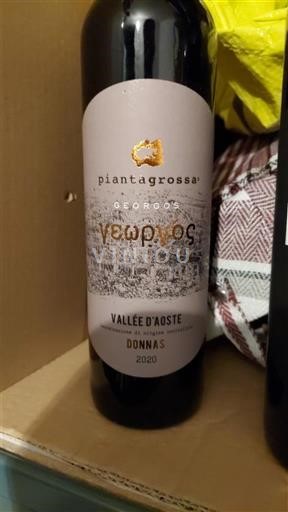 piantagrossa
GEORGOS
γεωργός
VALLÉE D'AOSTE
denominazione di origine controllata
DONNAS
2020